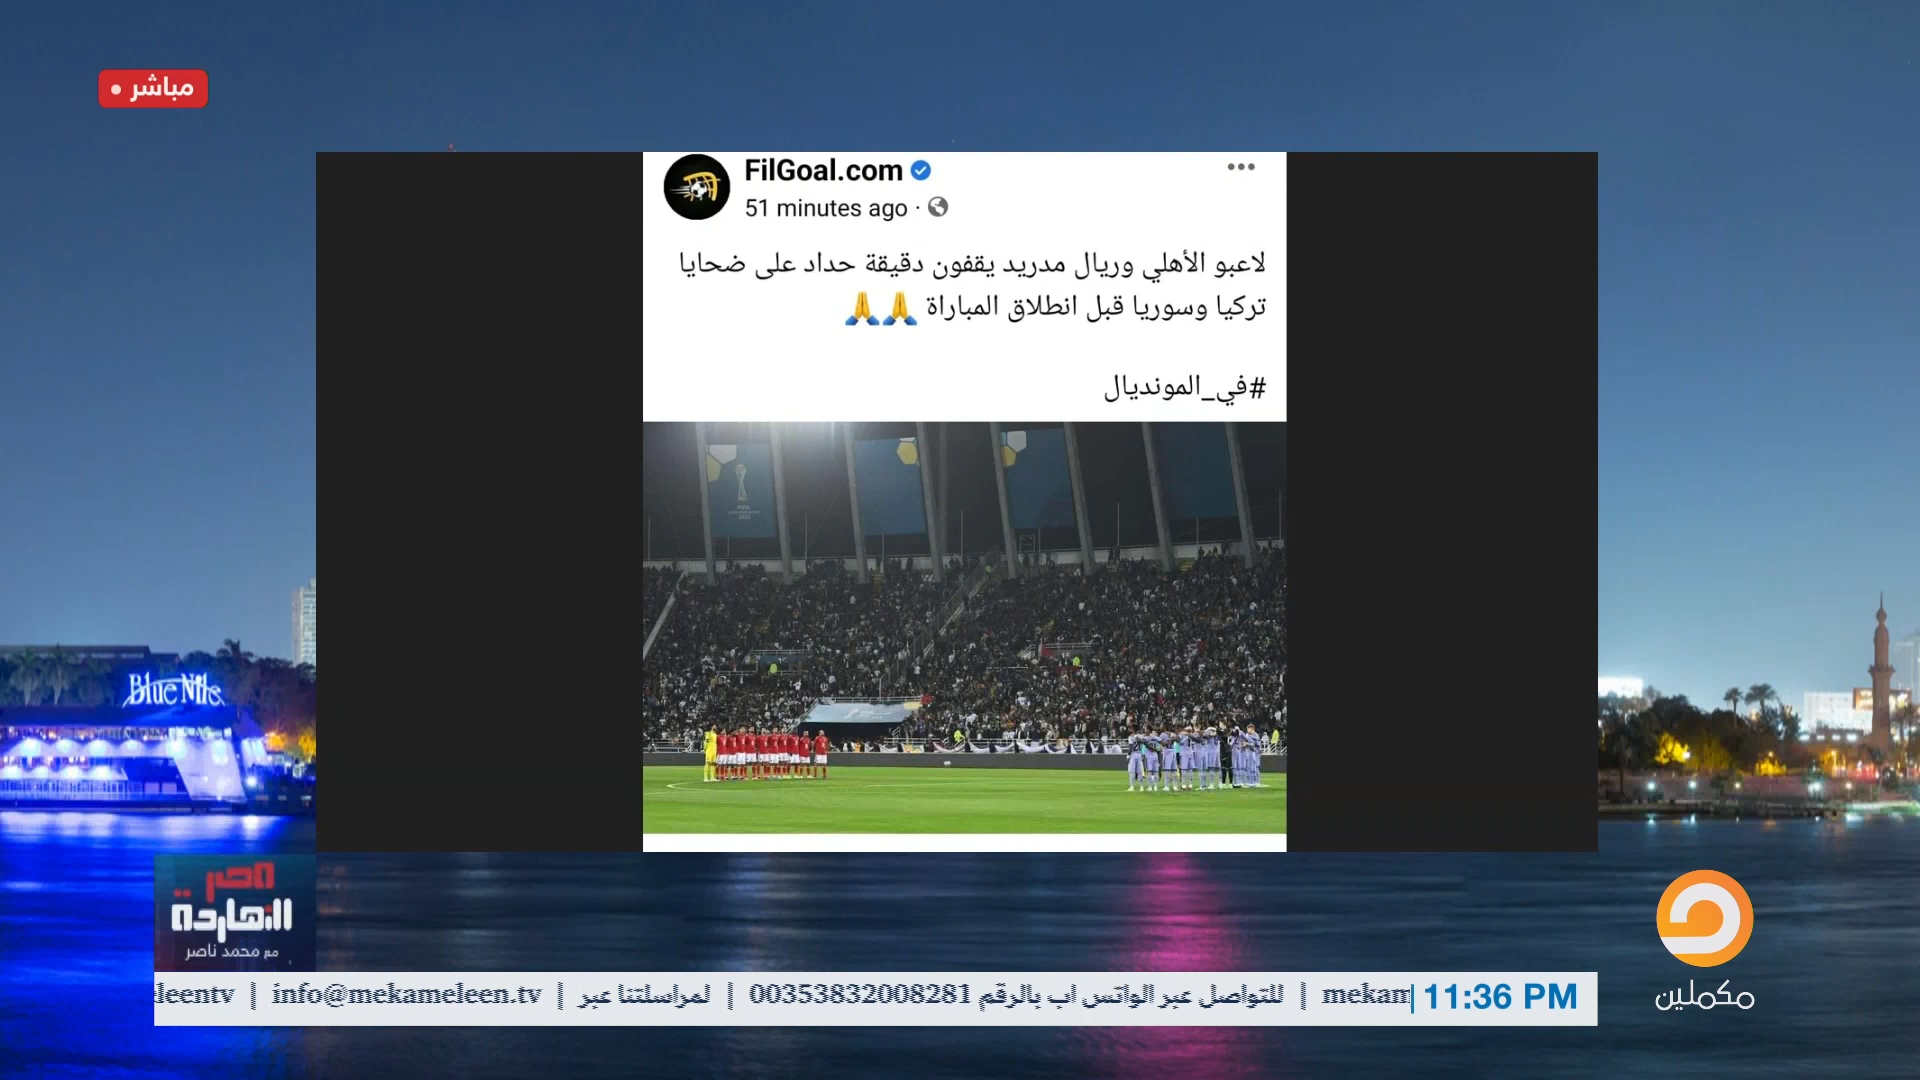 مباشر
FilGoal.com
51 minutes ago ·
لاعبو الأهلي وريال مدريد يقفون دقيقة حداد على ضحايا
تركيا وسوريا قبل انطلاق المباراة 🙏🙏
#في_المونديال
FIFA
Blue Nile
مصر
النهاردة
مع محمد ناصر
eleentv | info@mekameleen.tv | لمراسلتنا عبر | 00353832008281 للتواصل عبر الواتس اب بالرقم | mekam
11:36 PM
مكملين